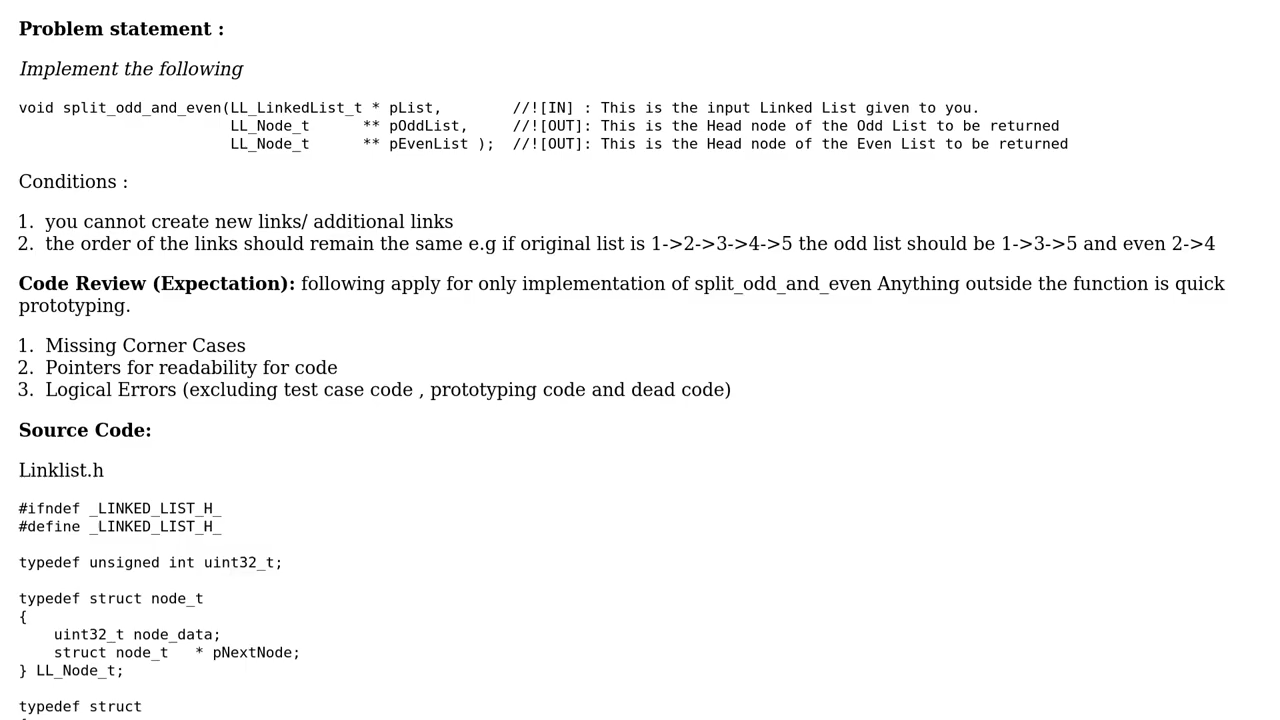 Problem statement :
Implement the following
void split_odd_and_even(LL_LinkedList_t * pList,        //![IN] : This is the input Linked List given to you.
                        LL_Node_t      ** pOddList,     //![OUT]: This is the Head node of the Odd List to be returned
                        LL_Node_t      ** pEvenList );  //![OUT]: This is the Head node of the Even List to be returned
Conditions :
1. you cannot create new links/ additional links
2. the order of the links should remain the same e.g if original list is 1->2->3->4->5 the odd list should be 1->3->5 and even 2->4
Code Review (Expectation): following apply for only implementation of split_odd_and_even Anything outside the function is quick
prototyping.
1. Missing Corner Cases
2. Pointers for readability for code
3. Logical Errors (excluding test case code , prototyping code and dead code)
Source Code:
Linklist.h
#ifndef _LINKED_LIST_H_
#define _LINKED_LIST_H_
typedef unsigned int uint32_t;
typedef struct node_t
{
    uint32_t node_data;
    struct node_t   * pNextNode;
} LL_Node_t;
typedef struct